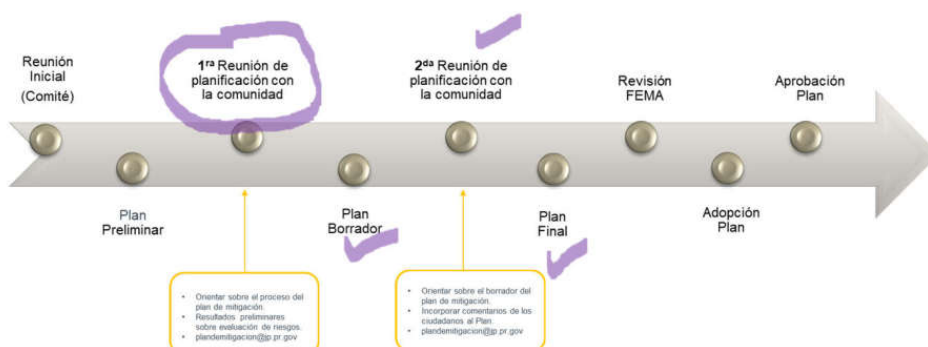 Reunión
Inicial
(Comité)
1ra Reunión de
planificación con
la comunidad
2da Reunión de
planificación con
la comunidad
Revisión
FEMA
Aprobación
Plan
Plan
Preliminar
Plan
Borrador
Plan
Final
Adopción
Plan
• Orientar sobre el proceso del
plan de mitigación.
• Resultados preliminares
sobre evaluación de riesgos.
• plandemitigacion@jp.pr.gov
• Orientar sobre el borrador del
plan de mitigación.
• Incorporar comentarios de los
ciudadanos al Plan.
• plandemitigacion@jp.pr.gov